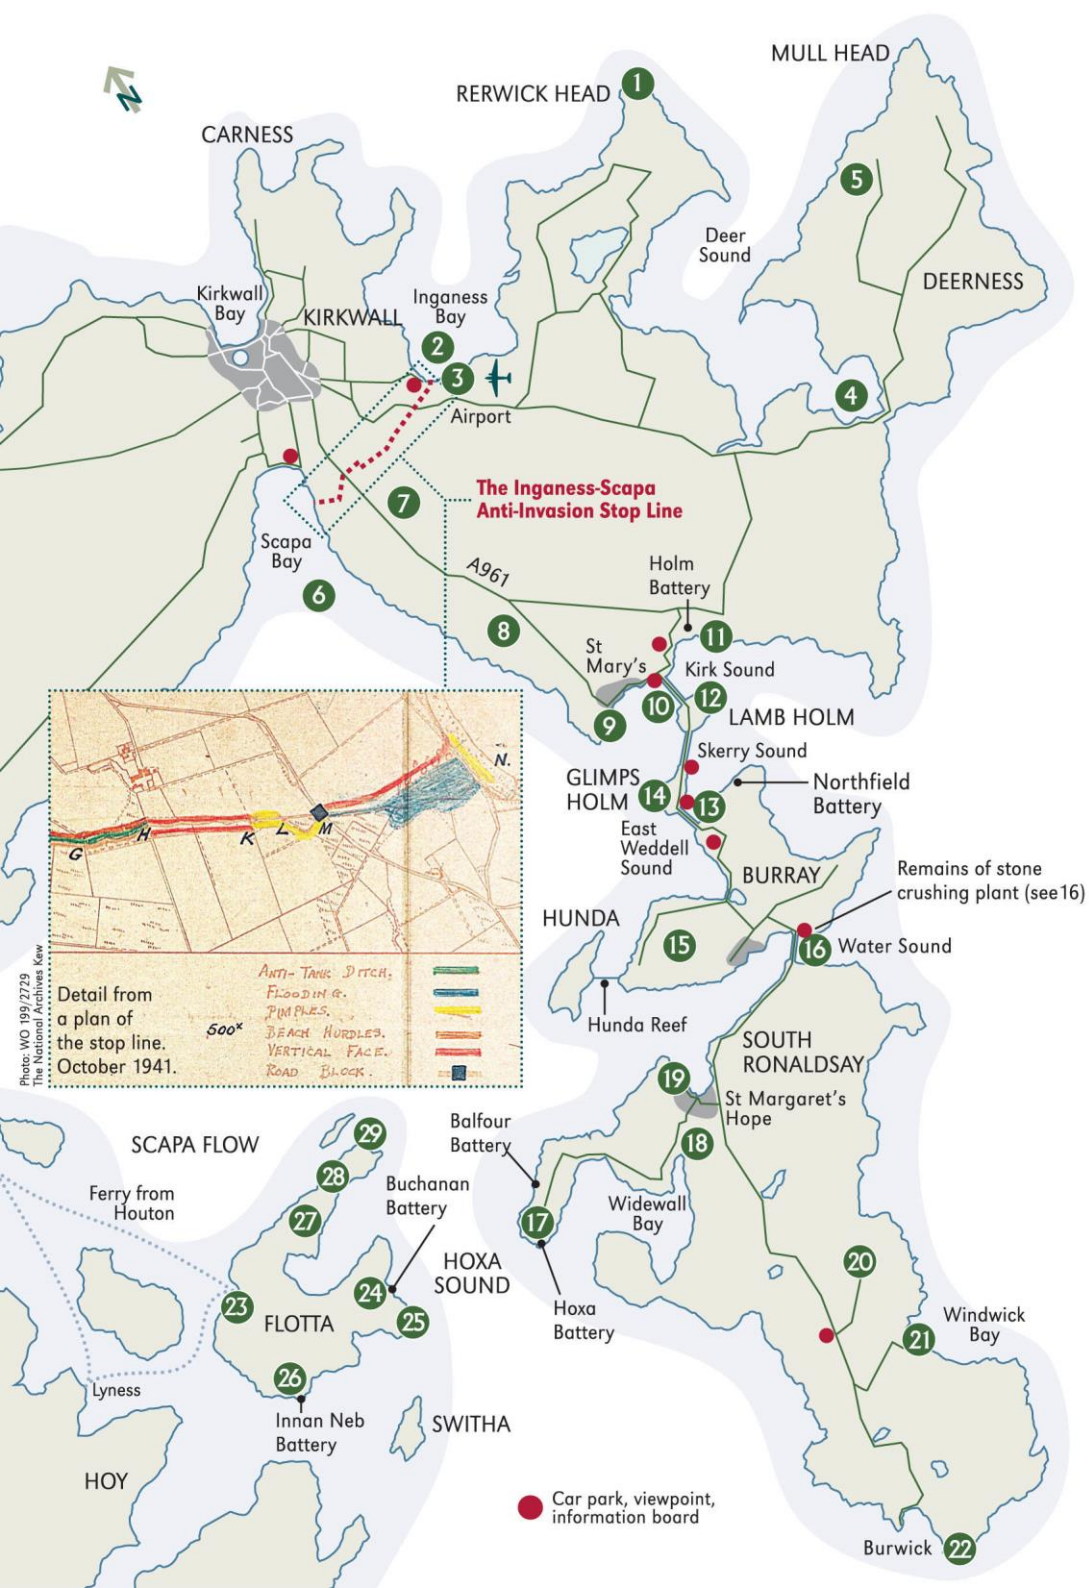 MULL HEAD
RERWICK HEAD
1
N
CARNESS
5
Deer
Sound
DEERNESS
Kirkwall
Bay
KIRKWALL
Inganess
Bay
2
3
Airport
4
7
The Inganess-Scapa
Anti-Invasion Stop Line
Scapa
Bay
A961
6
Holm
Battery
8
11
St
Mary's
Kirk Sound
9
10
12
LAMB HOLM
Skerry Sound
GLIMPS
HOLM
14
13
Northfield
Battery
East
Weddell
Sound
BURRAY
Remains of stone
crushing plant (see16)
HUNDA
15
16
Water Sound
Hunda Reef
N.
G
H
K
L
M
ANTI-TANK DITCH.
FLOODING.
PIMPLES.
BEACH HURDLES.
VERTICAL FACE.
ROAD BLOCK.
500x
Detail from
a plan of
the stop line.
October 1941.
Photo: WO 199/2729
The National Archives Kew
SOUTH
RONALDSAY
19
St Margaret's
Hope
18
Balfour
Battery
17
Widewall
Bay
Hoxa
Battery
SCAPA FLOW
29
28
27
Ferry from
Houton
Buchanan
Battery
HOXA
SOUND
23
FLOTTA
24
25
26
Innan Neb
Battery
Lyness
SWITHA
HOY
20
21
Windwick
Bay
Car park, viewpoint,
information board
Burwick
22